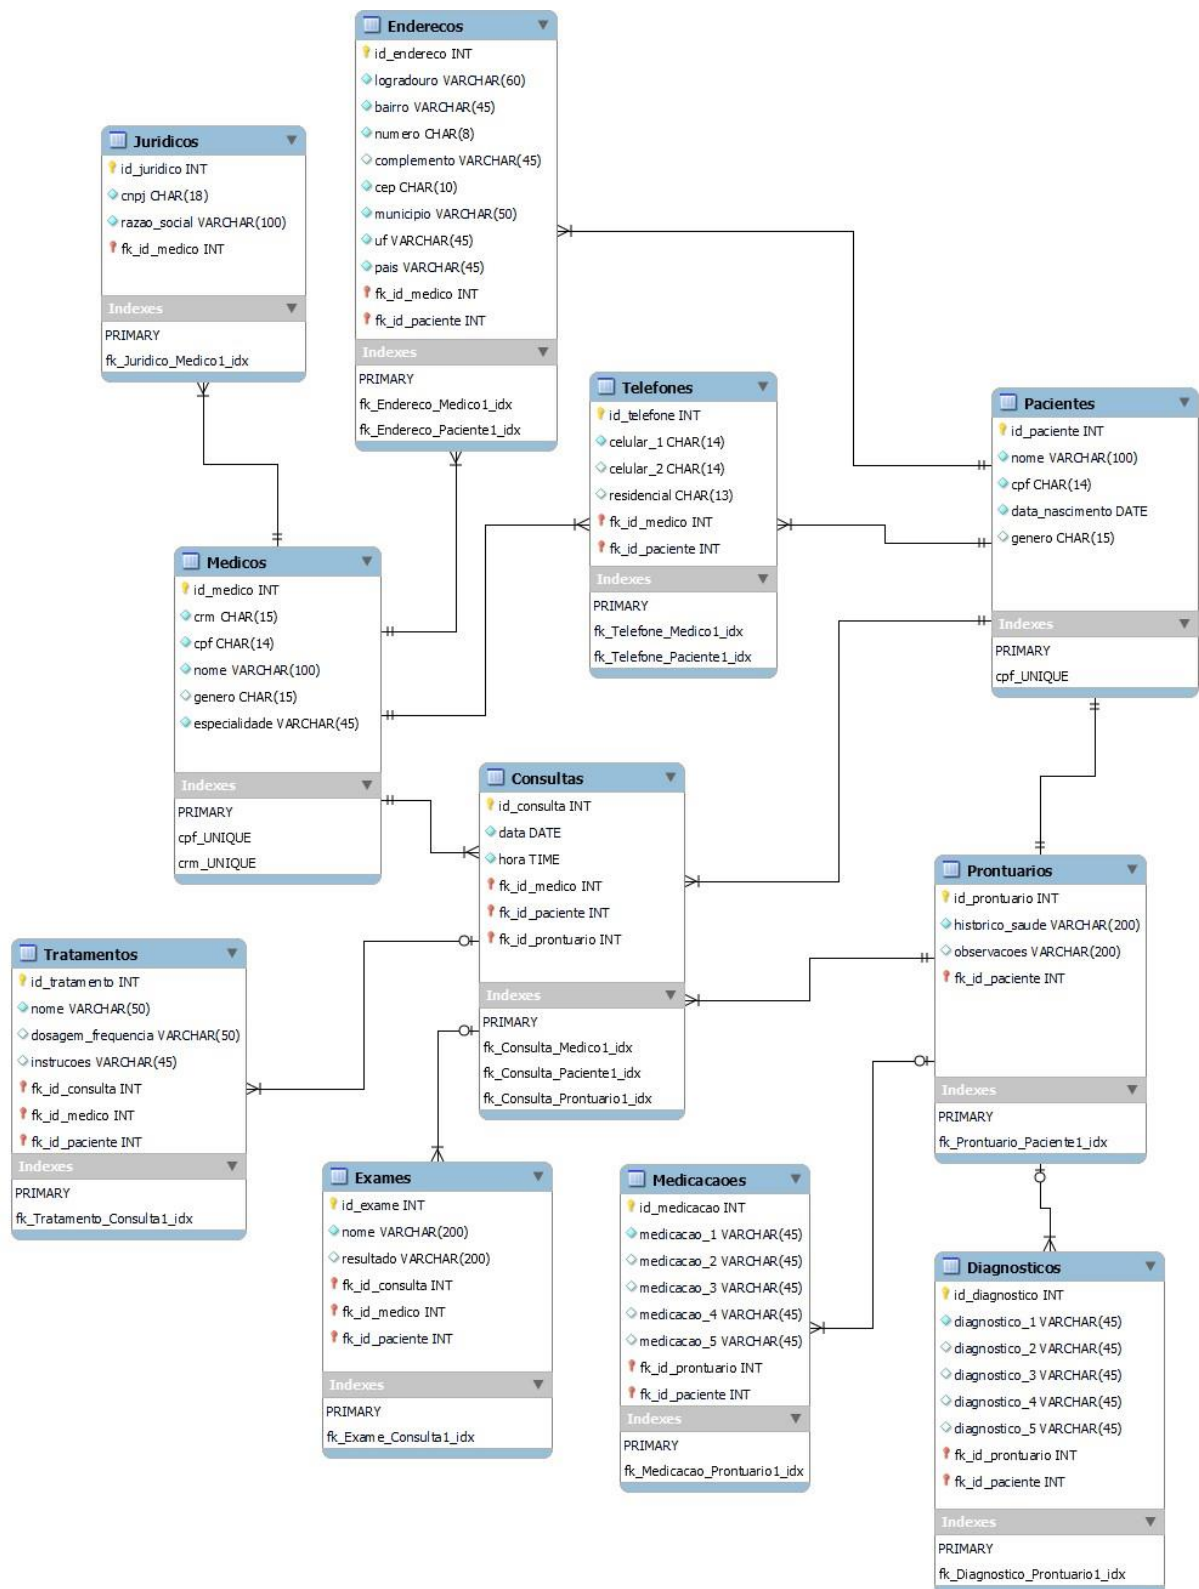 Enderecos
id_endereco INT
logradouro VARCHAR(60)
bairro VARCHAR(45)
numero CHAR(8)
complemento VARCHAR(45)
cep CHAR(10)
municipio VARCHAR(50)
uf VARCHAR(45)
pais VARCHAR(45)
fk_id_medico INT
fk_id_paciente INT
Indexes
PRIMARY
fk_Endereco_Medico1_idx
fk_Endereco_Paciente1_idx
Juridicos
id_juridico INT
cnpj CHAR(18)
razao_social VARCHAR(100)
fk_id_medico INT
Indexes
PRIMARY
fk_Juridico_Medico1_idx
Telefones
id_telefone INT
celular_1 CHAR(14)
celular_2 CHAR(14)
residencial CHAR(13)
fk_id_medico INT
fk_id_paciente INT
Indexes
PRIMARY
fk_Telefone_Medico1_idx
fk_Telefone_Paciente1_idx
Pacientes
id_paciente INT
nome VARCHAR(100)
cpf CHAR(14)
data_nascimento DATE
genero CHAR(15)
Indexes
PRIMARY
cpf_UNIQUE
Medicos
id_medico INT
crm CHAR(15)
cpf CHAR(14)
nome VARCHAR(100)
genero CHAR(15)
especialidade VARCHAR(45)
Indexes
PRIMARY
cpf_UNIQUE
crm_UNIQUE
Consultas
id_consulta INT
data DATE
hora TIME
fk_id_medico INT
fk_id_paciente INT
fk_id_prontuario INT
Indexes
PRIMARY
fk_Consulta_Medico1_idx
fk_Consulta_Paciente1_idx
fk_Consulta_Prontuario1_idx
Prontuarios
id_prontuario INT
historico_saude VARCHAR(200)
observacoes VARCHAR(200)
fk_id_paciente INT
Indexes
PRIMARY
fk_Prontuario_Paciente1_idx
Tratamentos
id_tratamento INT
nome VARCHAR(50)
dosagem_frequência VARCHAR(50)
instrucoes VARCHAR(45)
fk_id_consulta INT
fk_id_medico INT
fk_id_paciente INT
Indexes
PRIMARY
fk_Tratamento_Consulta1_idx
Exames
id_exame INT
nome VARCHAR(200)
resultado VARCHAR(200)
fk_id_consulta INT
fk_id_medico INT
fk_id_paciente INT
Indexes
PRIMARY
fk_Exame_Consulta1_idx
Medicacaoes
id_medicacao INT
medicacao_1 VARCHAR(45)
medicacao_2 VARCHAR(45)
medicacao_3 VARCHAR(45)
medicacao_4 VARCHAR(45)
medicacao_5 VARCHAR(45)
fk_id_prontuario INT
fk_id_paciente INT
Indexes
PRIMARY
fk_Medicacao_Prontuario1_idx
Diagnosticos
id_diagnostico INT
diagnostico_1 VARCHAR(45)
diagnostico_2 VARCHAR(45)
diagnostico_3 VARCHAR(45)
diagnostico_4 VARCHAR(45)
diagnostico_5 VARCHAR(45)
fk_id_prontuario INT
fk_id_paciente INT
Indexes
PRIMARY
fk_Diagnostico_Prontuario1_idx